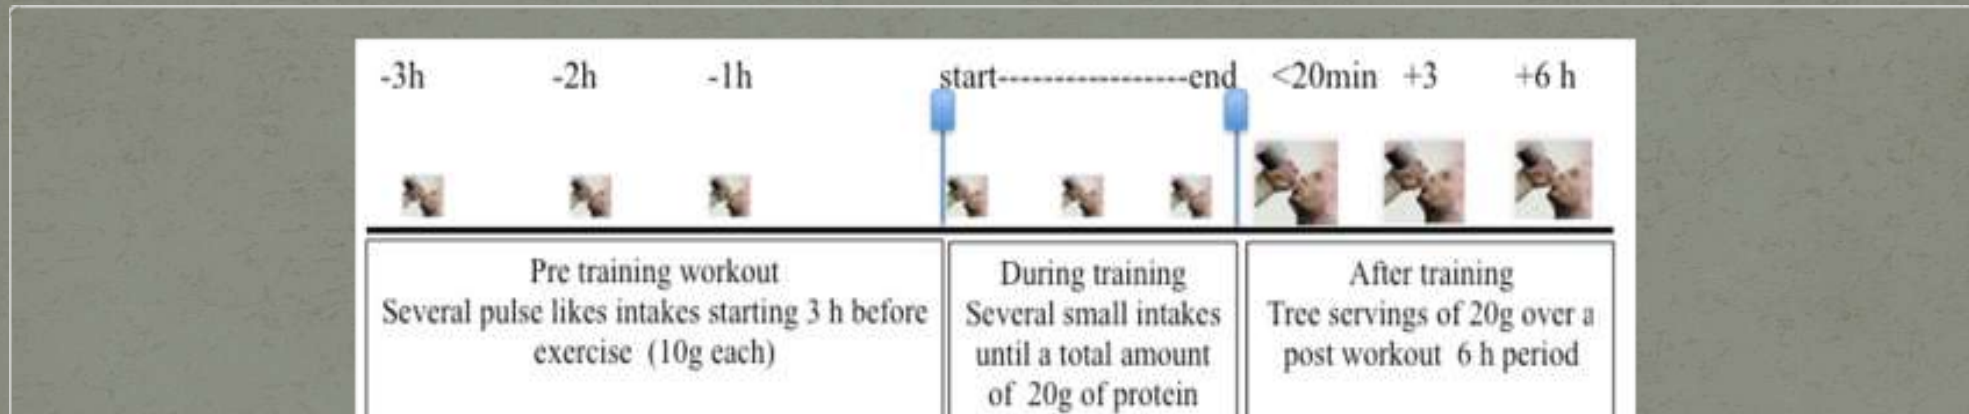 -3h -2h -1h start-----------------end <20min +3 +6 h
Pre training workout
Several pulse likes intakes starting 3 h before
exercise (10g each)
During training
Several small intakes
until a total amount
of 20g of protein
After training
Tree servings of 20g over a
post workout 6 h period